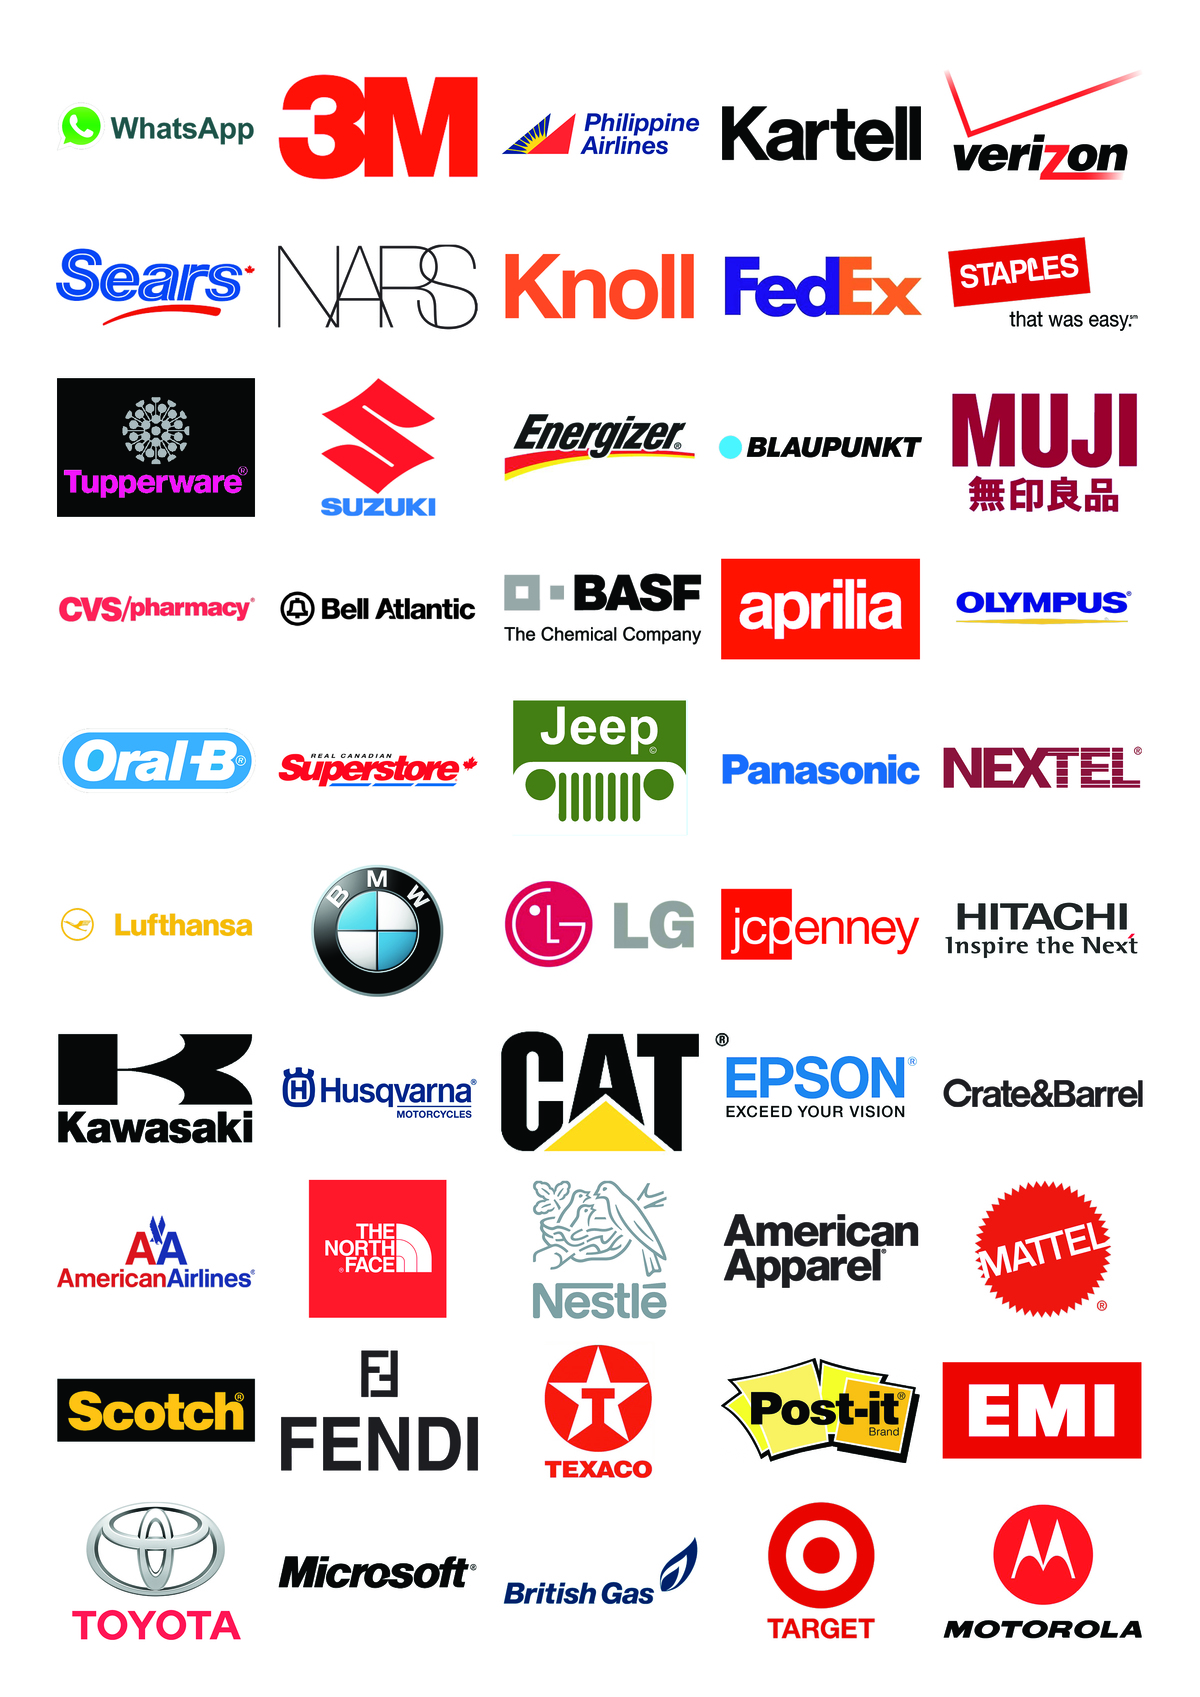 WhatsApp
3M
Philippine
Airlines
Kartell
verizon
Sears
NARS
Knoll
FedEx
STAPLES
that was easy.℠
Tupperware®
SUZUKI
Energizer®
BLAUPUNKT
MUJI
無印良品
CVS/pharmacy®
Bell Atlantic
BASF
The Chemical Company
aprilia
OLYMPUS®
Oral-B®
REAL CANADIAN
Superstore
Jeep©
Panasonic
NEXTEL®
Lufthansa
BMW
LG
jcpenney
HITACHI
Inspire the Next
Kawasaki
H Husqvarna®
MOTORCYCLES
CAT®
EPSON®
EXCEED YOUR VISION
Crate&Barrel
AA
AmericanAirlines®
THE
NORTH
FACE®
Nestlé
American
Apparel®
MATTEL®
Scotch®
FENDI
T
TEXACO
Post-it®
Brand
EMI
TOYOTA
Microsoft®
British Gas
TARGET
M
MOTOROLA